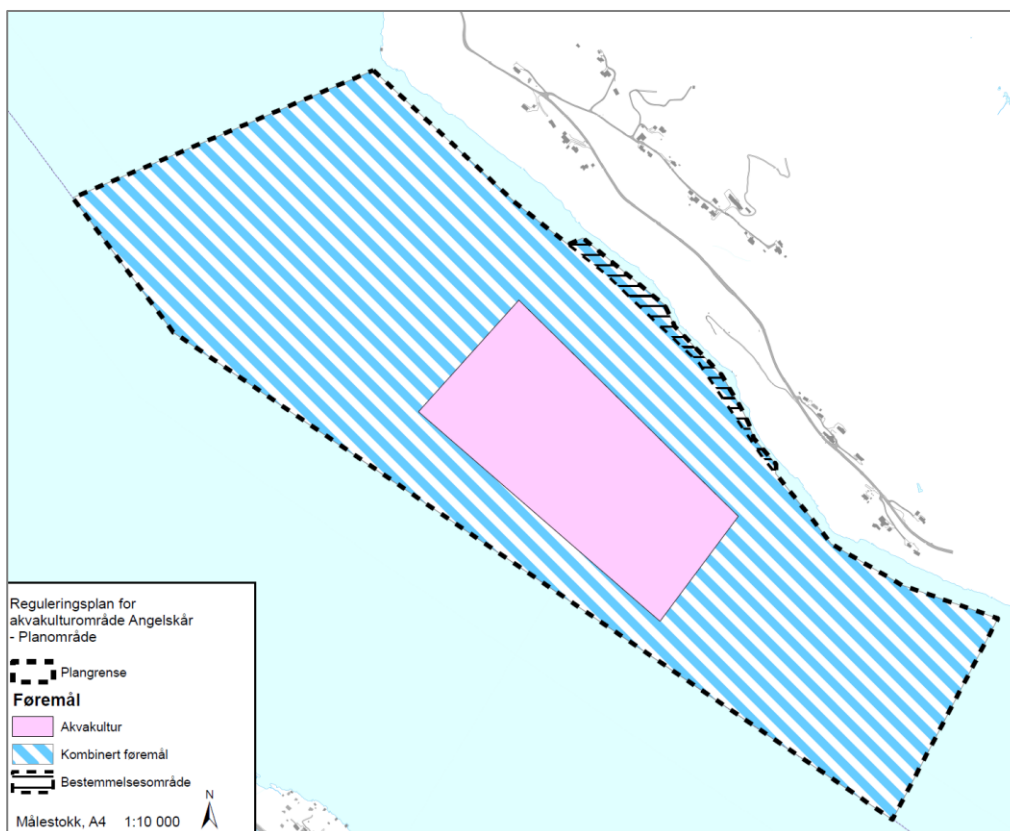 Reguleringsplan for
akvakulturområde Angelskår
- Planområde
Plangrense
Føremål
Akvakultur
Kombinert føremål
Bestemmelsesområde
N
Målestokk, A4 1:10 000